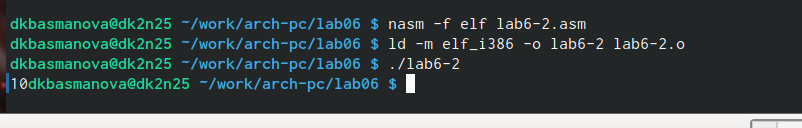 dkbasmanova@dk2n25 ~/work/arch-pc/lab06 $ nasm -f elf lab6-2.asm
dkbasmanova@dk2n25 ~/work/arch-pc/lab06 $ ld -m elf_i386 -o lab6-2 lab6-2.o
dkbasmanova@dk2n25 ~/work/arch-pc/lab06 $ ./lab6-2
10dkbasmanova@dk2n25 ~/work/arch-pc/lab06 $